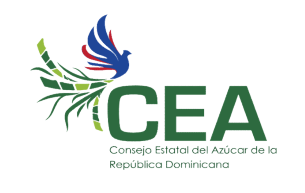 CEA
Consejo Estatal del Azúcar de la
República Dominicana